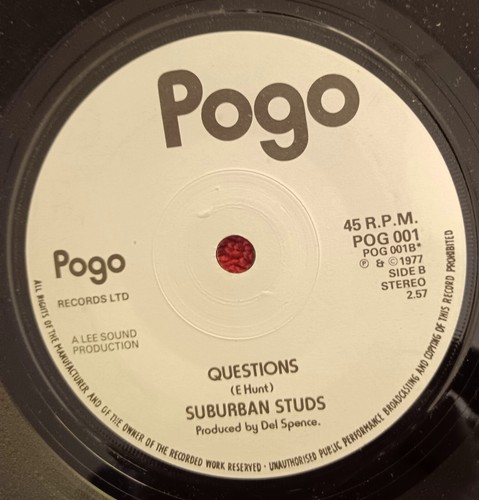 Pogo
45 R.P.M.
POG 001
POG 001B*
Ⓟ & © 1977
SIDE B
STEREO
2.57
Pogo
RECORDS LTD
A LEE SOUND
PRODUCTION
QUESTIONS
(E Hunt)
SUBURBAN STUDS
Produced by Del Spence.
ALL RIGHTS OF THE MANUFACTURER AND OF THE OWNER OF THE RECORDED WORK RESERVED · UNAUTHORISED PUBLIC PERFORMANCE BROADCASTING AND COPYING OF THIS RECORD PROHIBITED